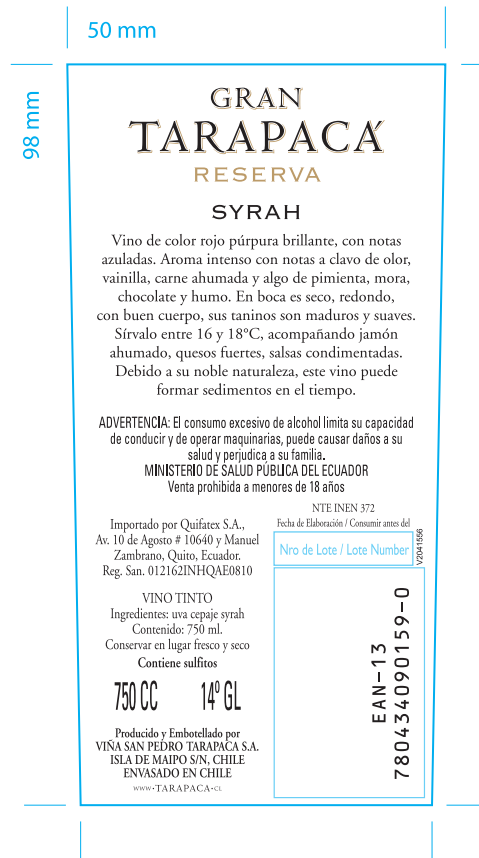 50 mm
98 mm
GRAN
TARAPACÁ
RESERVA
SYRAH
Vino de color rojo púrpura brillante, con notas
azuladas. Aroma intenso con notas a clavo de olor,
vainilla, carne ahumada y algo de pimienta, mora,
chocolate y humo. En boca es seco, redondo,
con buen cuerpo, sus taninos son maduros y suaves.
Sírvalo entre 16 y 18°C, acompañando jamón
ahumado, quesos fuertes, salsas condimentadas.
Debido a su noble naturaleza, este vino puede
formar sedimentos en el tiempo.
ADVERTENCIA: El consumo excesivo de alcohol limita su capacidad
de conducir y de operar maquinarias, puede causar daños a su
salud y perjudica a su familia.
MINISTERIO DE SALUD PÚBLICA DEL ECUADOR
Venta prohibida a menores de 18 años
Importado por Quifatex S.A.,
Av. 10 de Agosto # 10640 y Manuel
Zambrano, Quito, Ecuador.
Reg. San. 012162INHQAE0810
VINO TINTO
Ingredientes: uva cepaje syrah
Contenido: 750 ml.
Conservar en lugar fresco y seco
Contiene sulfitos
750 CC 14º GL
Producido y Embotellado por
VIÑA SAN PEDRO TARAPACA S.A.
ISLA DE MAIPO S/N, CHILE
ENVASADO EN CHILE
WWW•TARAPACA•CL
NTE INEN 372
Fecha de Elaboración / Consumir antes del
Nro de Lote / Lote Number
V2041556
EAN-13
780434090159-0